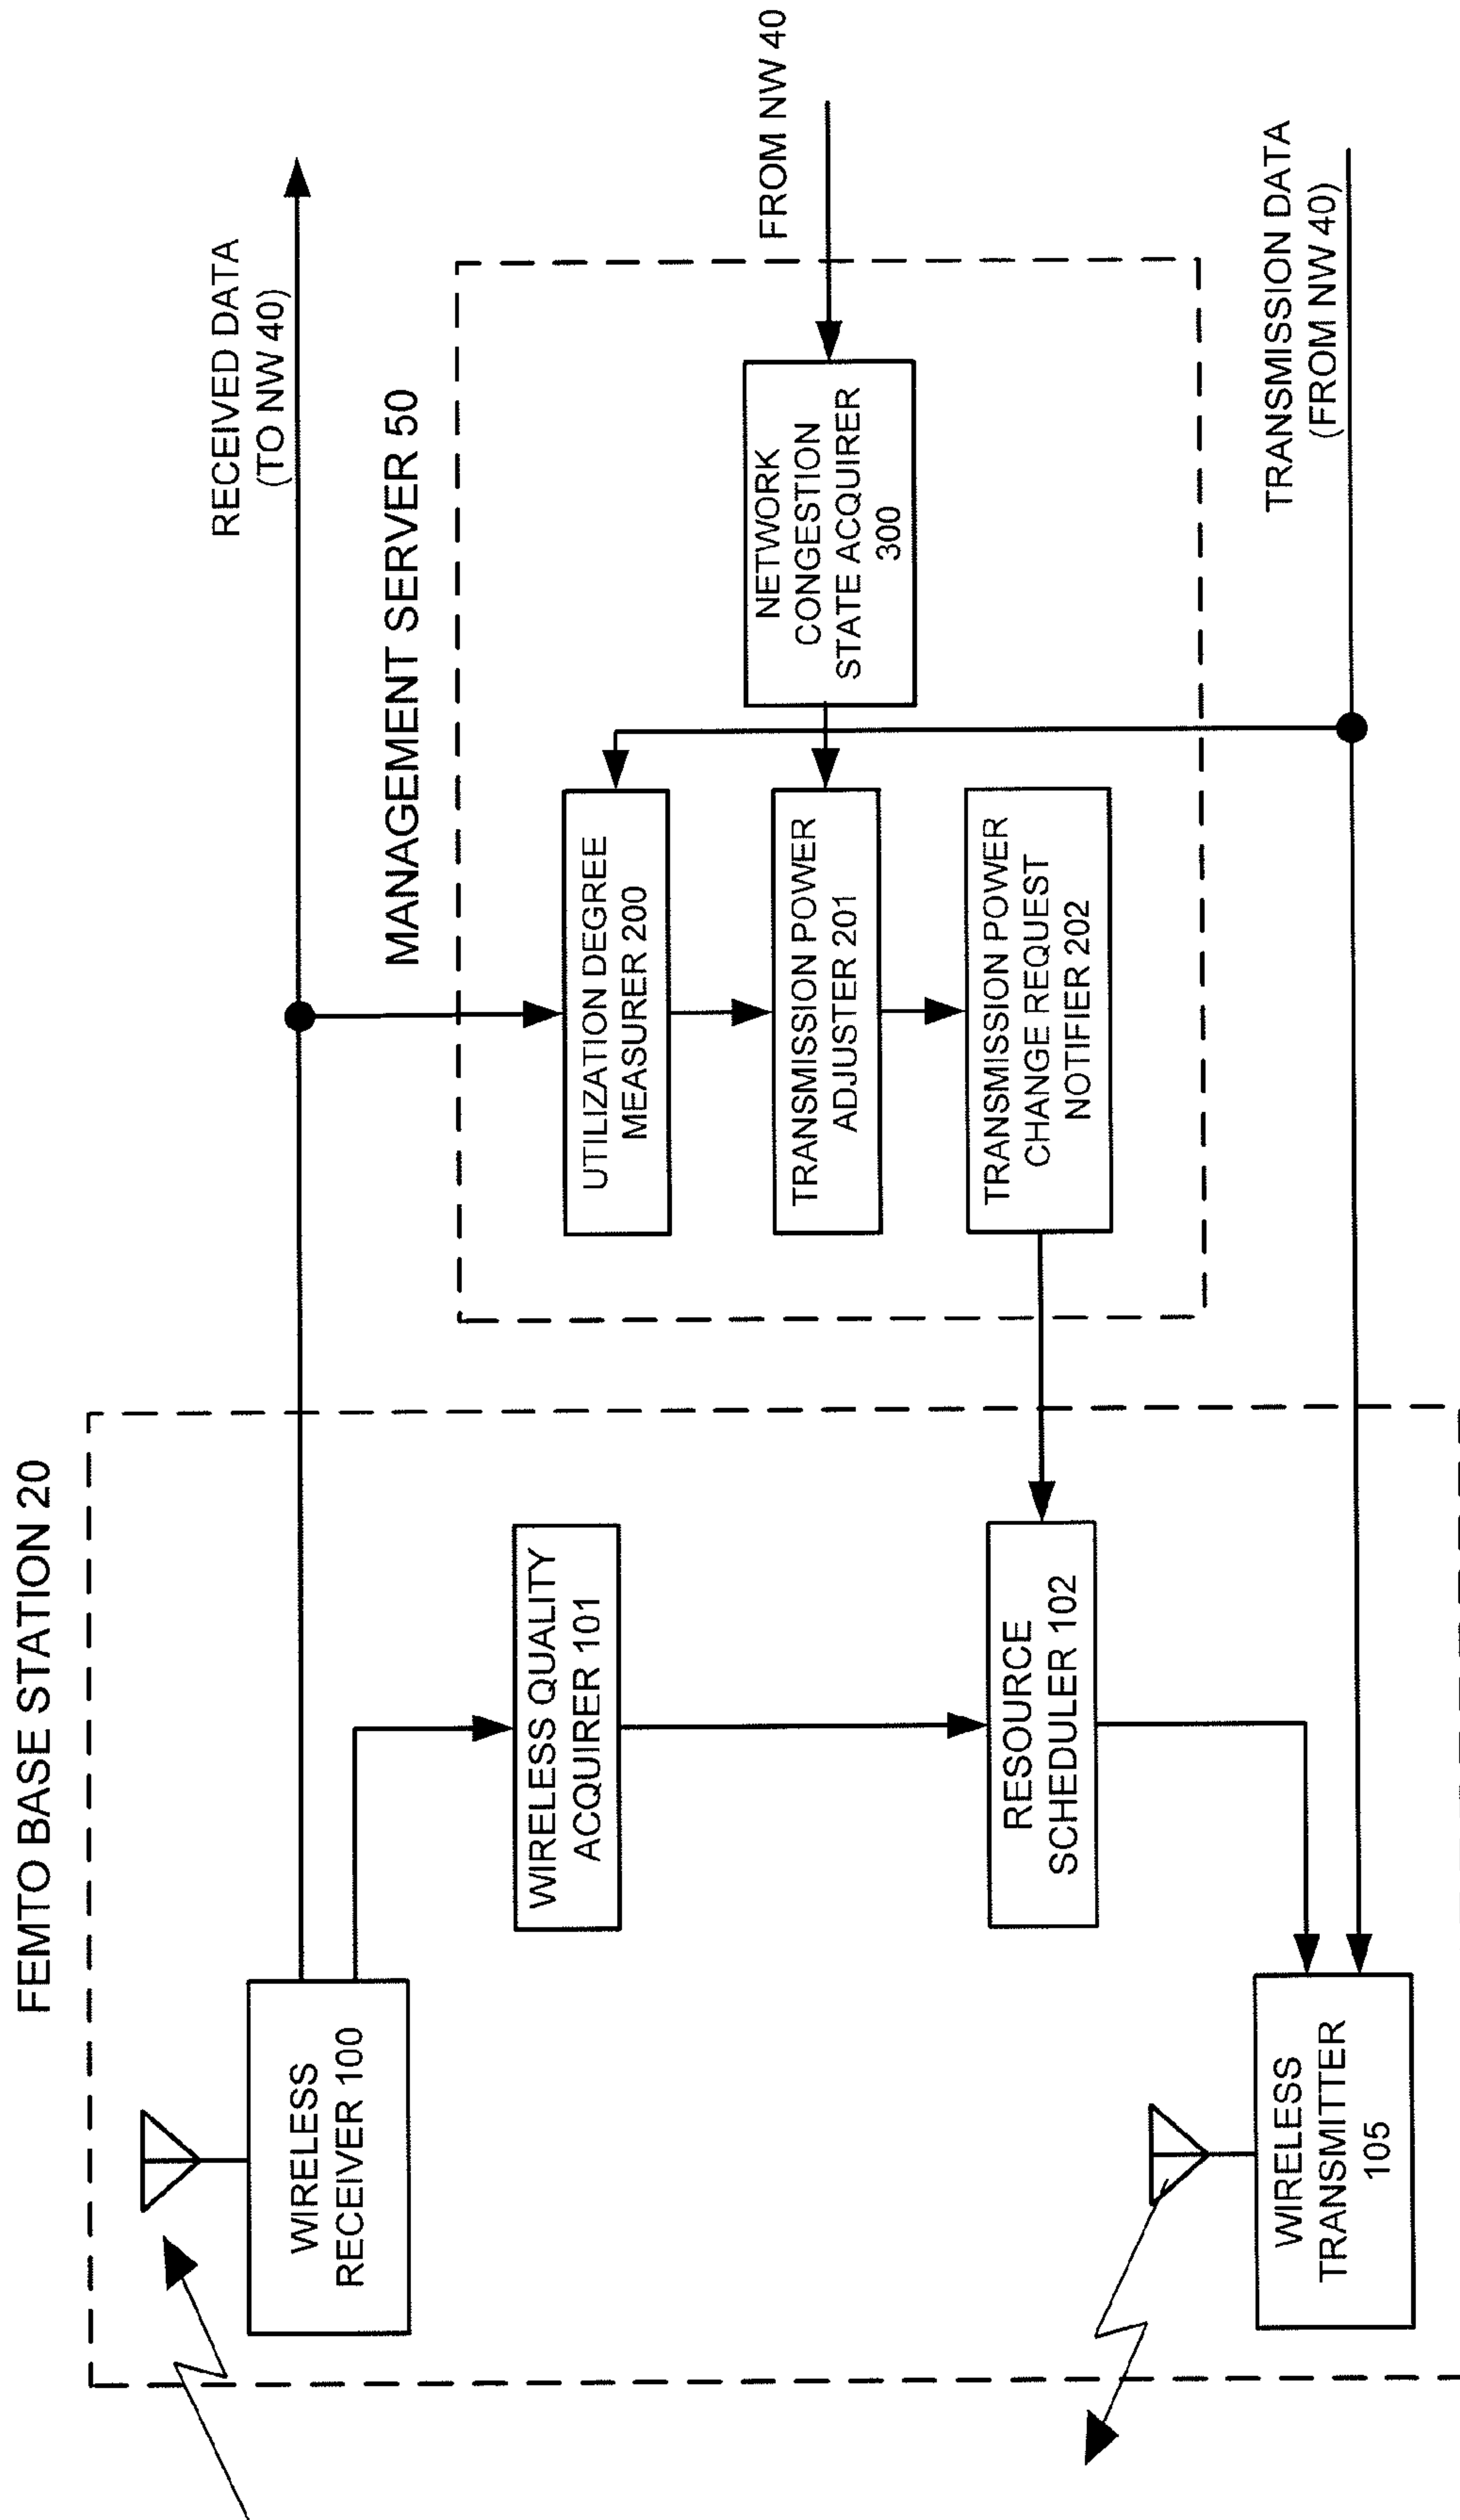 FEMTO BASE STATION 20
WIRELESS
RECEIVER 100
WIRELESS QUALITY
ACQUIRER 101
RESOURCE
SCHEDULER 102
WIRELESS
TRANSMITTER
105
MANAGEMENT SERVER 50
UTILIZATION DEGREE
MEASURER 200
TRANSMISSION POWER
ADJUSTER 201
TRANSMISSION POWER
CHANGE REQUEST
NOTIFIER 202
NETWORK
CONGESTION
STATE ACQUIRER
300
RECEIVED DATA
(TO NW 40)
FROM NW 40
TRANSMISSION DATA
(FROM NW 40)